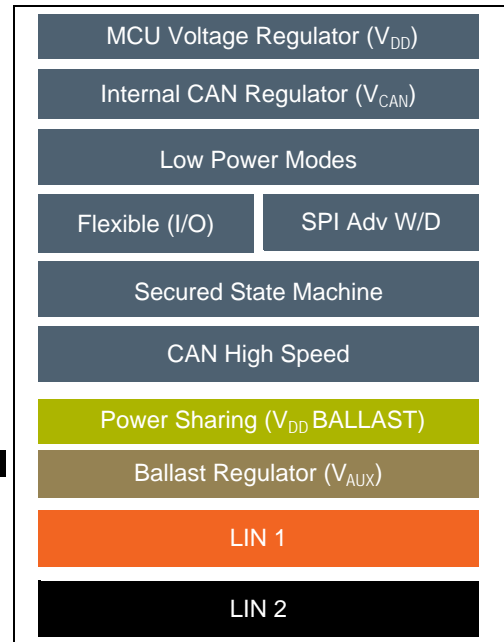 MCU Voltage Regulator (VDD)
Internal CAN Regulator (VCAN)
Low Power Modes
Flexible (I/O)
SPI Adv W/D
Secured State Machine
CAN High Speed
Power Sharing (VDD BALLAST)
Ballast Regulator (VAUX)
LIN 1
LIN 2